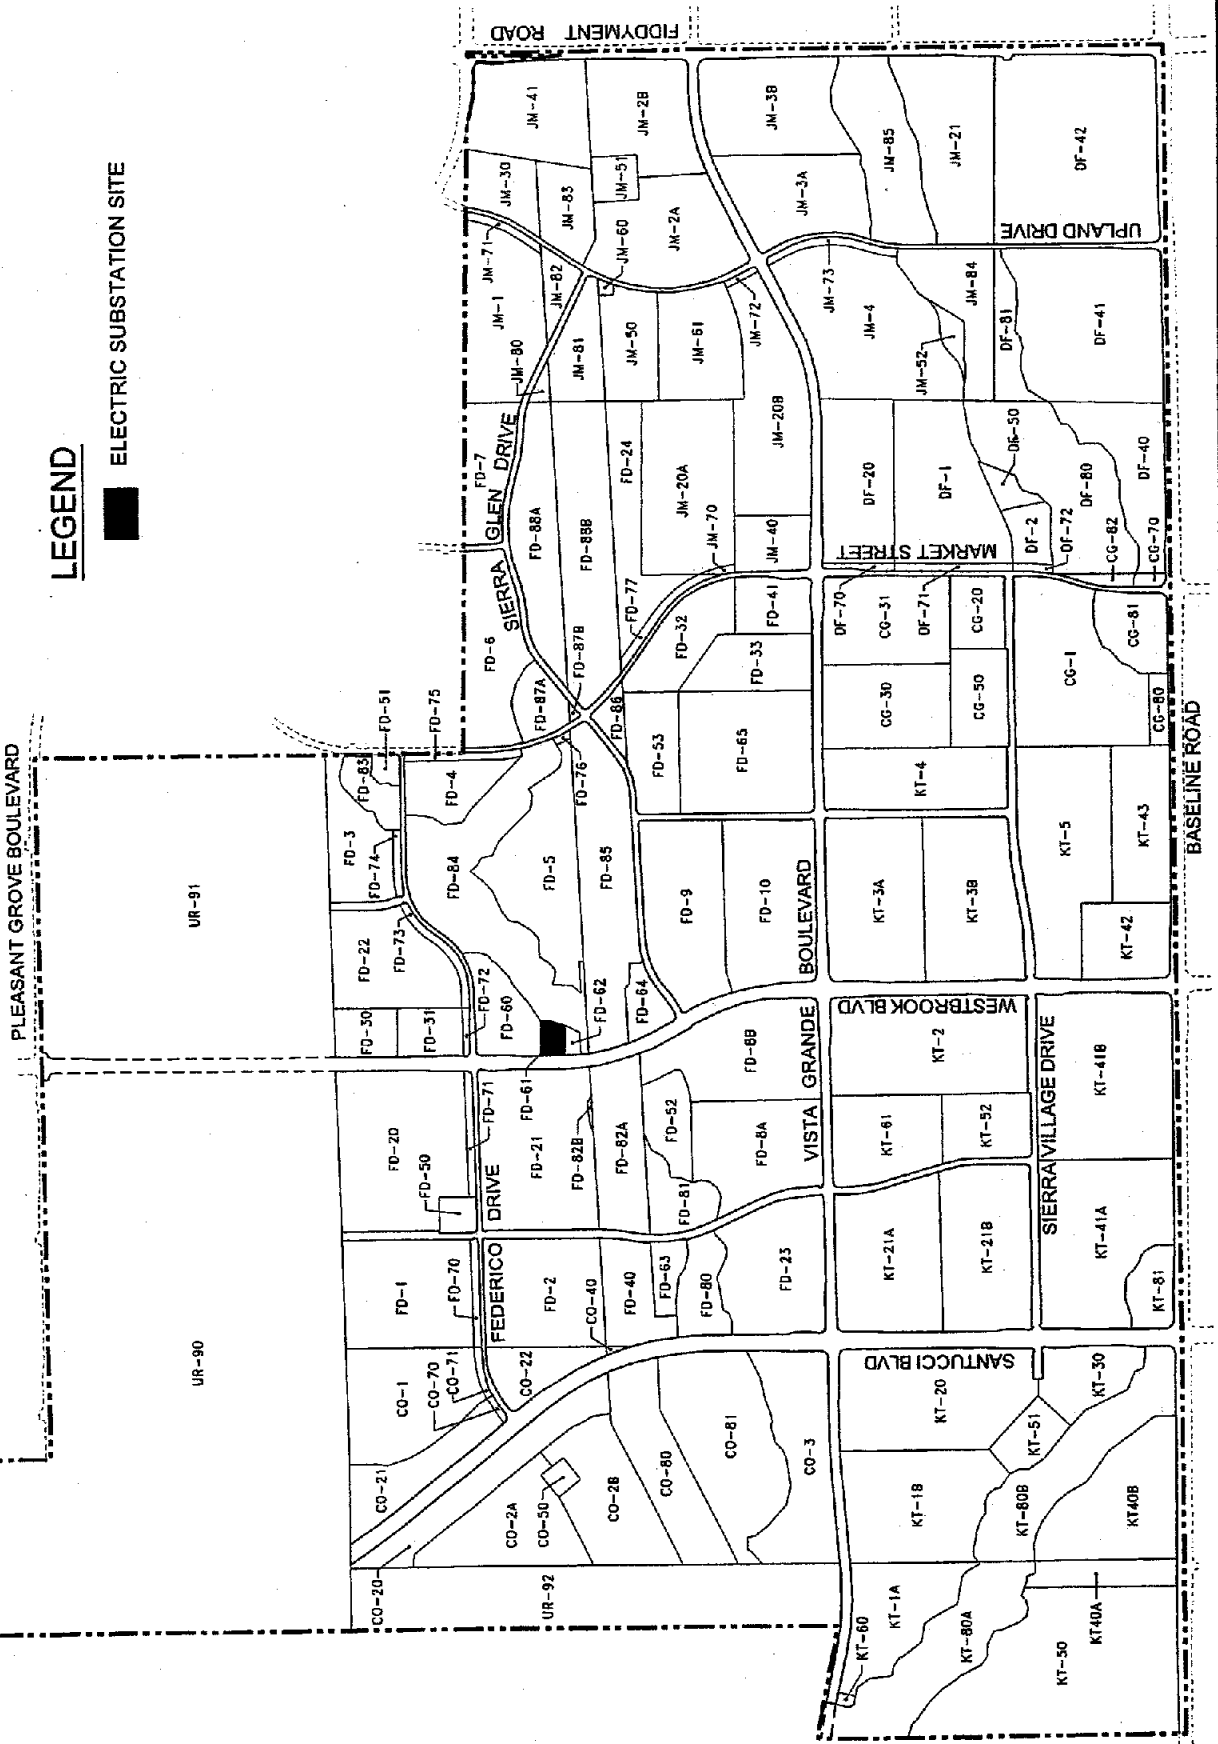 LEGEND
ELECTRIC SUBSTATION SITE
FIDDYMENT ROAD
PLEASANT GROVE BOULEVARD
BASELINE ROAD
UPLAND DRIVE
MARKET STREET
SIERRA GLEN DRIVE
VISTA GRANDE BOULEVARD
WESTBROOK BLVD
SIERRA VILLAGE DRIVE
FEDERICO DRIVE
SANTUCCI BLVD
JM-41
JM-2B
JM-3B
JM-85
JM-21
DF-42
JM-30
JM-83
JM-51
JM-3A
JM-71
JM-60
JM-2A
JM-1
JM-82
JM-73
JM-84
JM-80
JM-81
JM-50
JM-61
JM-72
JM-4
JM-52
DF-81
DF-41
FD-7
FD-88A
FD-88B
FD-24
JM-20A
JM-20B
DF-20
DF-1
DF-50
DF-80
DF-40
JM-70
JM-40
DF-2
DF-72
CG-82
CG-70
FD-6
FD-77
FD-32
FD-41
DF-70
CG-31
DF-71
CG-20
CG-81
FD-87B
FD-33
CG-1
FD-51
FD-75
FD-87A
FD-86
CG-30
CG-50
CG-80
FD-83
FD-4
FD-76
FD-53
FD-65
KT-4
UR-91
FD-3
FD-74
FD-84
FD-5
FD-85
FD-9
FD-10
KT-3A
KT-3B
KT-5
KT-43
FD-22
FD-73
KT-42
FD-30
FD-31
FD-72
FD-60
FD-62
FD-64
FD-61
FD-8B
KT-2
KT-41B
FD-20
FD-50
FD-71
FD-21
FD-82B
FD-82A
FD-52
FD-8A
KT-61
KT-52
FD-81
FD-1
FD-70
FD-2
CO-40
FD-40
FD-63
FD-80
FD-23
KT-21A
KT-21B
KT-41A
KT-81
UR-90
CO-1
CO-70
CO-71
CO-22
KT-20
KT-30
CO-21
CO-81
CO-3
KT-51
CO-2A
CO-50
CO-2B
CO-80
KT-1B
KT-80B
KT40B
CO-20
UR-92
KT-60
KT-1A
KT-80A
KT-50
KT40A